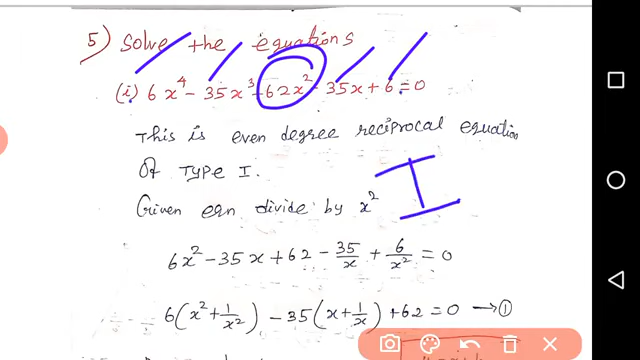 5) Solve the equations
(i) 6x⁴ - 35x³ + 62x² - 35x + 6 = 0
This is even degree reciprocal equation
Of TYPE I.
Given eqn divide by x²
I
6x² - 35x + 62 - 35/x + 6/x² = 0
6(x² + 1/x²) - 35(x + 1/x) + 62 = 0 → ①